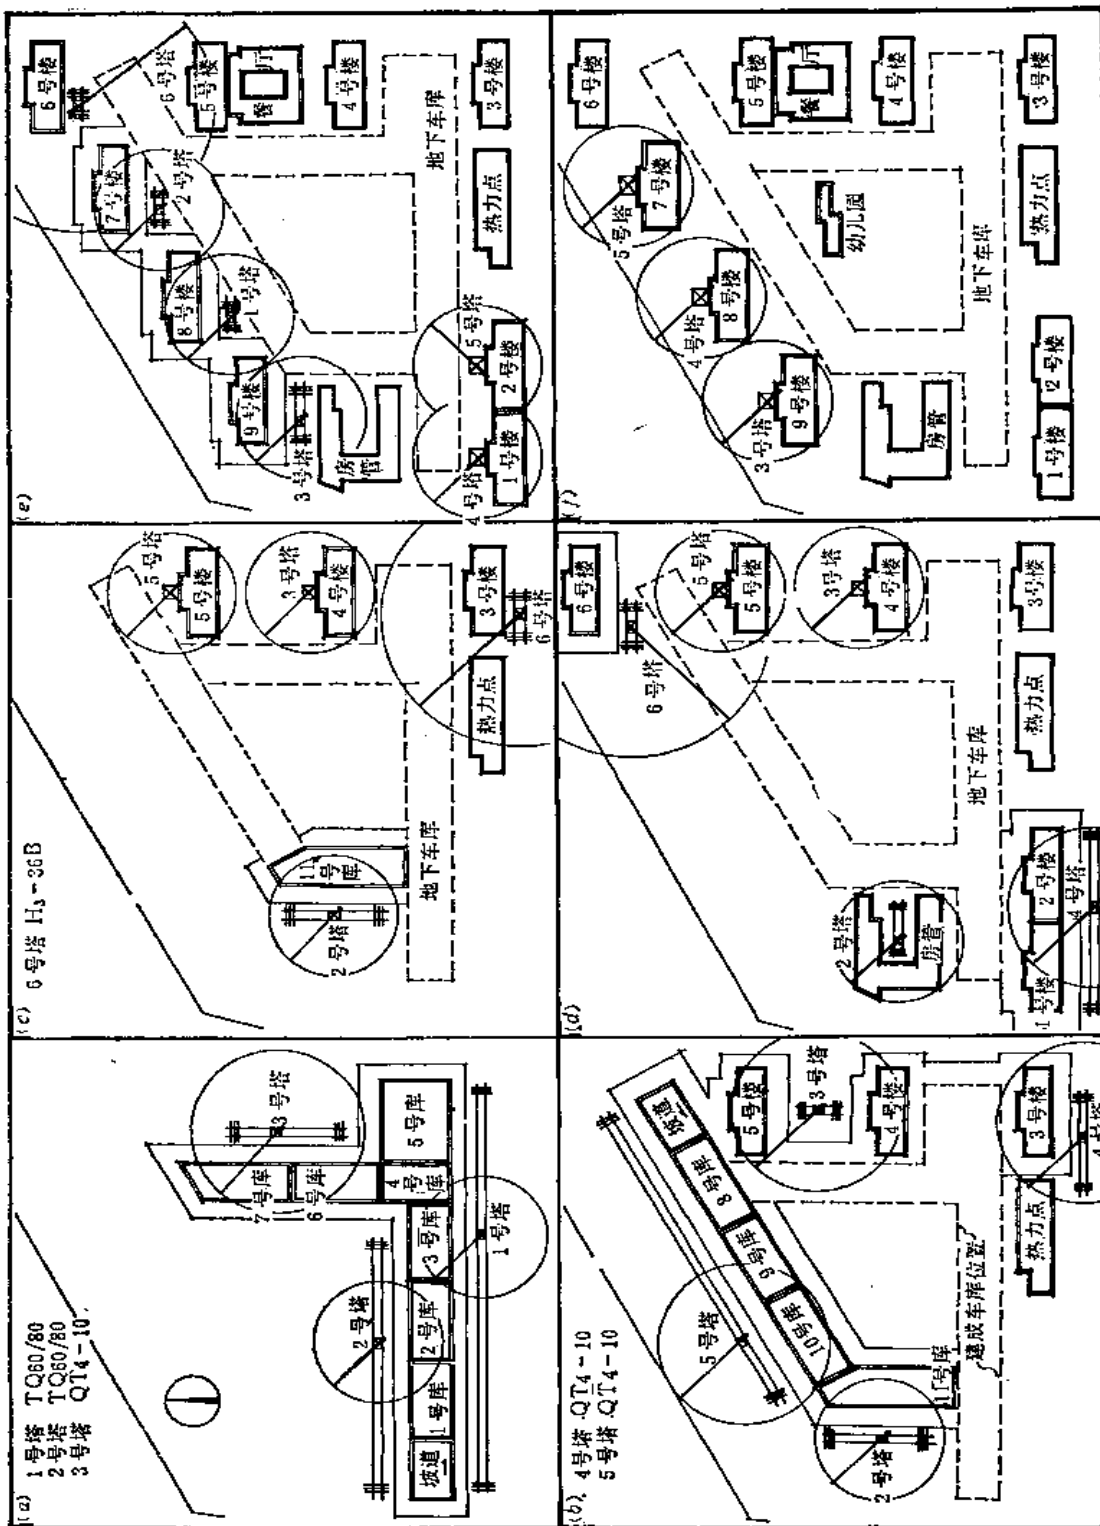 (a)
1号塔 TQ60/80
2号塔 TQ60/80
3号塔 QT4-10
坡道
1号库
2号库
3号库
4号库
5号库
6号库
7号库
1号塔
2号塔
3号塔
(b)
4号塔 QT4-10
5号塔 QT4-10
坡道
8号库
9号库
10号库
11号库
建成车库位置
5号楼
4号楼
3号楼
热力点
2号塔
3号塔
4号塔
5号塔
(c)
6号塔 H₃-36B
11号库
2号塔
地下车库
5号塔
5号楼
3号塔
4号楼
3号楼
6号塔
热力点
(d)
6号楼
6号塔
5号塔
5号楼
3号塔
4号楼
3号楼
热力点
地下车库
2号塔
房管
1号楼
2号楼
4号塔
(e)
6号楼
6号塔
5号楼
餐厅
4号楼
3号楼
7号楼
2号塔
8号楼
1号塔
9号楼
3号塔
房管
地下车库
热力点
5号塔
2号楼
4号塔
1号楼
(f)
6号楼
5号楼
餐厅
4号楼
3号楼
7号楼
5号塔
8号楼
4号塔
9号楼
3号塔
幼儿园
房管
地下车库
热力点
2号楼
1号楼